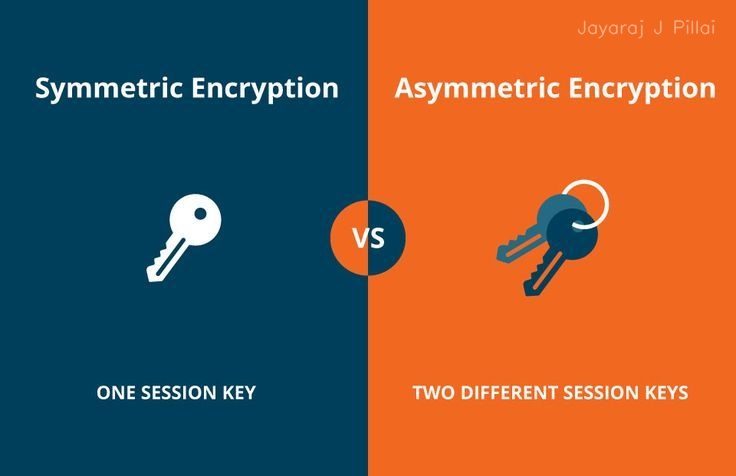 Jayaraj J Pillai
Symmetric Encryption
Asymmetric Encryption
VS
ONE SESSION KEY
TWO DIFFERENT SESSION KEYS